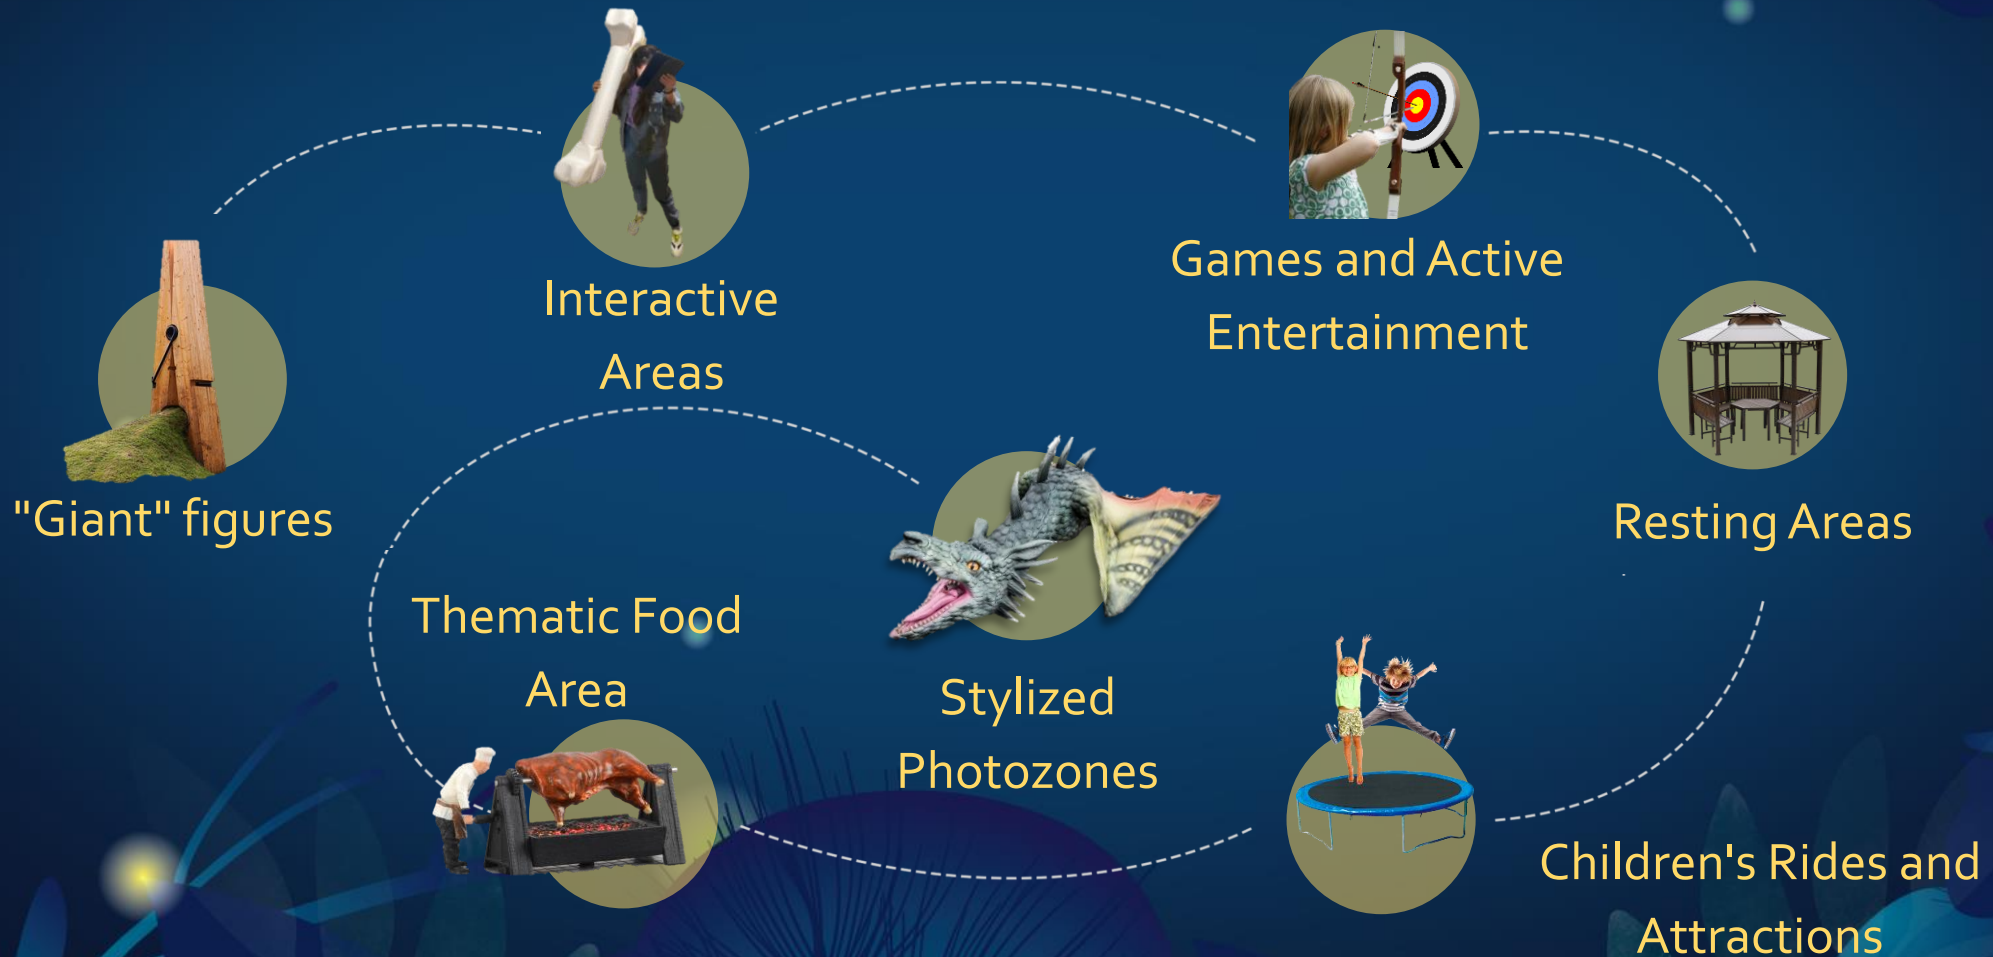 "Giant" figures
Interactive
Areas
Games and Active
Entertainment
Resting Areas
Children's Rides and
Attractions
Thematic Food
Area
Stylized
Photozones